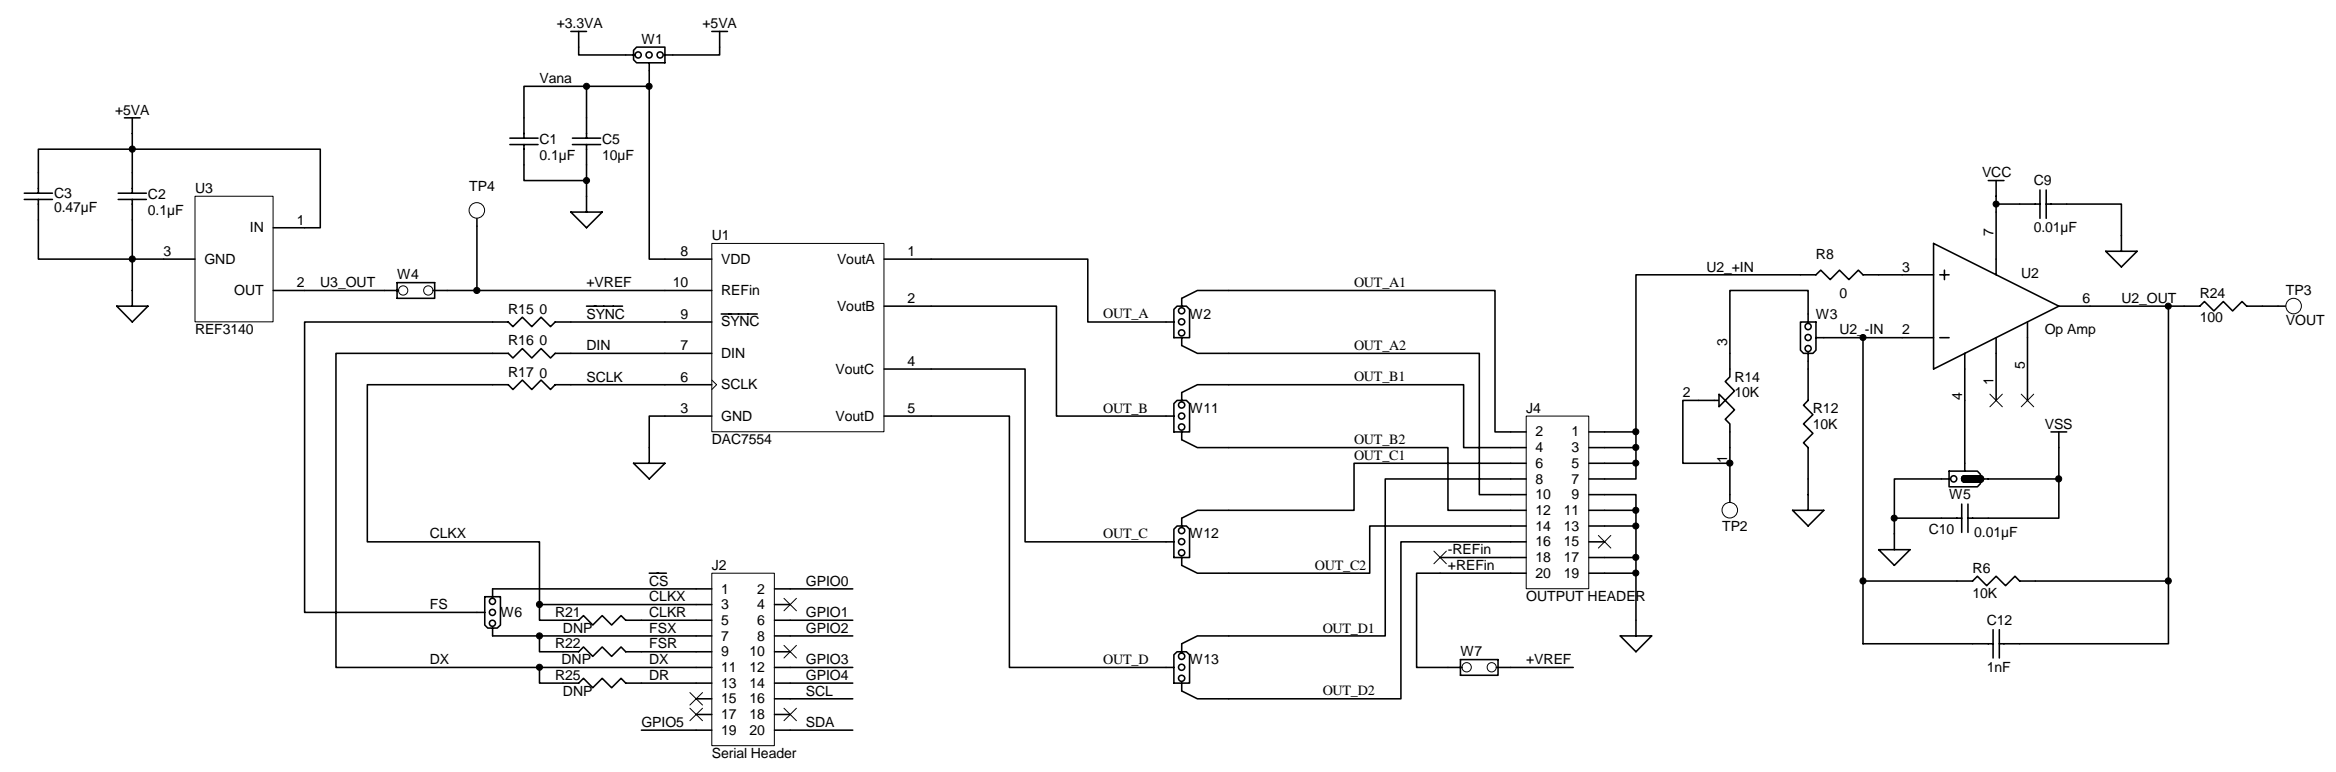 +3.3VA
+5VA
W1
Vana
C1
0.1µF
C5
10µF
+5VA
C3
0.47µF
C2
0.1µF
U3
IN
1
3
GND
OUT
2
REF3140
U3_OUT
W4
TP4
+VREF
R15 0
SYNC
R16 0
DIN
R17 0
SCLK
U1
8 VDD VoutA 1
10 REFin
VoutB 2
9 SYNC
7 DIN
VoutC 4
6 SCLK
3 GND VoutD 5
DAC7554
CLKX
FS
W6
DX
R21
DNP
R22
DNP
R25
DNP
J2
CS 1 2 GPIO0
CLKX 3 4
CLKR 5 6 GPIO1
FSX 7 8 GPIO2
FSR 9 10
DX 11 12 GPIO3
DR 13 14 GPIO4
15 16 SCL
17 18
GPIO5 19 20 SDA
Serial Header
OUT_A
W2
OUT_A1
OUT_A2
OUT_B
W11
OUT_B1
OUT_B2
OUT_C1
OUT_C
W12
OUT_C2
OUT_D
W13
OUT_D1
OUT_D2
J4
2 1
4 3
6 5
8 7
10 9
12 11
14 13
16 15
-REFin 18 17
+REFin 20 19
OUTPUT HEADER
W7
+VREF
U2_+IN
R8
0
3
+
W3
U2_-IN
2
−
3
R14
10K
2
1
TP2
R12
10K
VCC
C9
0.01µF
7
U2
Op Amp
6
U2_OUT
R24
100
TP3
VOUT
4
1
5
VSS
W5
C10
0.01µF
R6
10K
C12
1nF